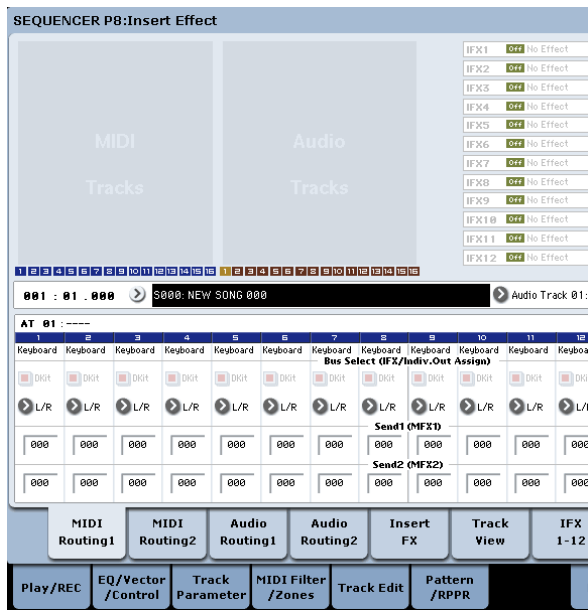 SEQUENCER P8:Insert Effect
IFX1 Off No Effect
IFX2 Off No Effect
IFX3 Off No Effect
IFX4 Off No Effect
IFX5 Off No Effect
IFX6 Off No Effect
IFX7 Off No Effect
IFX8 Off No Effect
IFX9 Off No Effect
IFX10 Off No Effect
IFX11 Off No Effect
IFX12 Off No Effect
MIDI
Tracks
Audio
Tracks
1 2 3 4 5 6 7 8 9 10 11 12 13 14 15 16 1 2 3 4 5 6 7 8 9 10 11 12 13 14 15 16
001 : 01 .000 S000: NEW SONG 000 Audio Track 01:
AT 01 :----
1 2 3 4 5 6 7 8 9 10 11 12
Keyboard Keyboard Keyboard Keyboard Keyboard Keyboard Keyboard Keyboard Keyboard Keyboard Keyboard Keyboa
Bus Select (IFX/Indiv.Out Assign)
DKit DKit DKit DKit DKit DKit DKit DKit DKit DKit DKit DKi
L/R L/R L/R L/R L/R L/R L/R L/R L/R L/R L/R L/R
Send1 (MFX1)
000 000 000 000 000 000 000 000 000 000 000 000
Send2 (MFX2)
000 000 000 000 000 000 000 000 000 000 000 000
MIDI Routing1 MIDI Routing2 Audio Routing1 Audio Routing2 Insert FX Track View IFX 1-12
Play/REC EQ/Vector /Control Track Parameter MIDI Filter /Zones Track Edit Pattern /RPPR